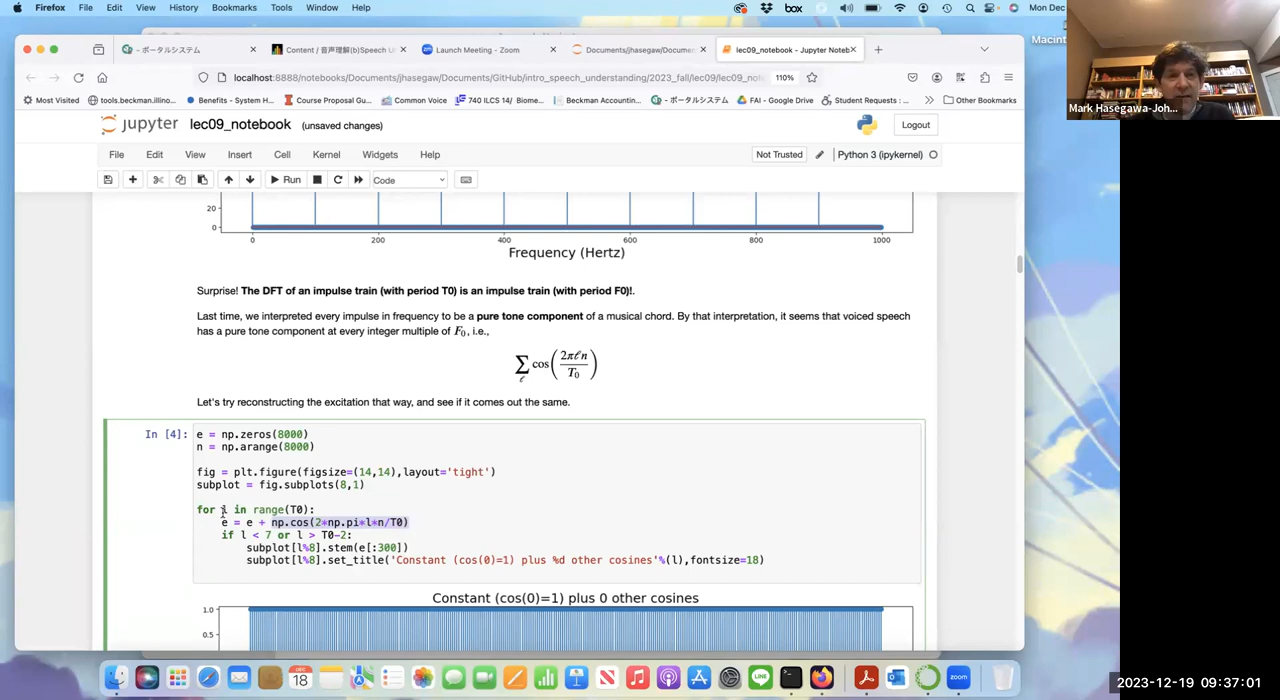 Firefox File Edit View History Bookmarks Tools Window Help
box
Mon Dec
Macint
ポータルシステム
Content / 音声理解の(Speech U
Launch Meeting - Zoom
Documents/jhasegaw/Documen
lec09_notebook - Jupyter Noteb
localhost:8888/notebooks/Documents/jhasegaw/Documents/GitHub/intro_speech_understanding/2023_fall/lec09/lec09_no
110%
Most Visited
tools.beckman.illino...
Benefits - System H...
Course Proposal Gu...
Common Voice
740 ILCS 14/ Biome...
Beckman Accountin...
ポータルシステム
FAI - Google Drive
Student Requests : ...
Other Bookmarks
Mark Hasegawa-Joh...
jupyter lec09_notebook (unsaved changes)
Logout
File Edit View Insert Cell Kernel Widgets Help
Not Trusted
Python 3 (ipykernel)
Run
Code
20
0
0 200 400 600 800 1000
Frequency (Hertz)
Surprise! The DFT of an impulse train (with period T0) is an impulse train (with period F0)!.
Last time, we interpreted every impulse in frequency to be a pure tone component of a musical chord. By that interpretation, it seems that voiced speech
has a pure tone component at every integer multiple of F₀, i.e.,
∑ℓ cos(2πℓn/T₀)
Let's try reconstructing the excitation that way, and see if it comes out the same.
In [4]:
e = np.zeros(8000)
n = np.arange(8000)
fig = plt.figure(figsize=(14,14),layout='tight')
subplot = fig.subplots(8,1)
for l in range(T0):
e = e + np.cos(2*np.pi*l*n/T0)
if l < 7 or l > T0-2:
subplot[l%8].stem(e[:300])
subplot[l%8].set_title('Constant (cos(0)=1) plus %d other cosines'%(l),fontsize=18)
Constant (cos(0)=1) plus 0 other cosines
1.0
0.5
DEC
18
zoom
2023-12-19 09:37:01